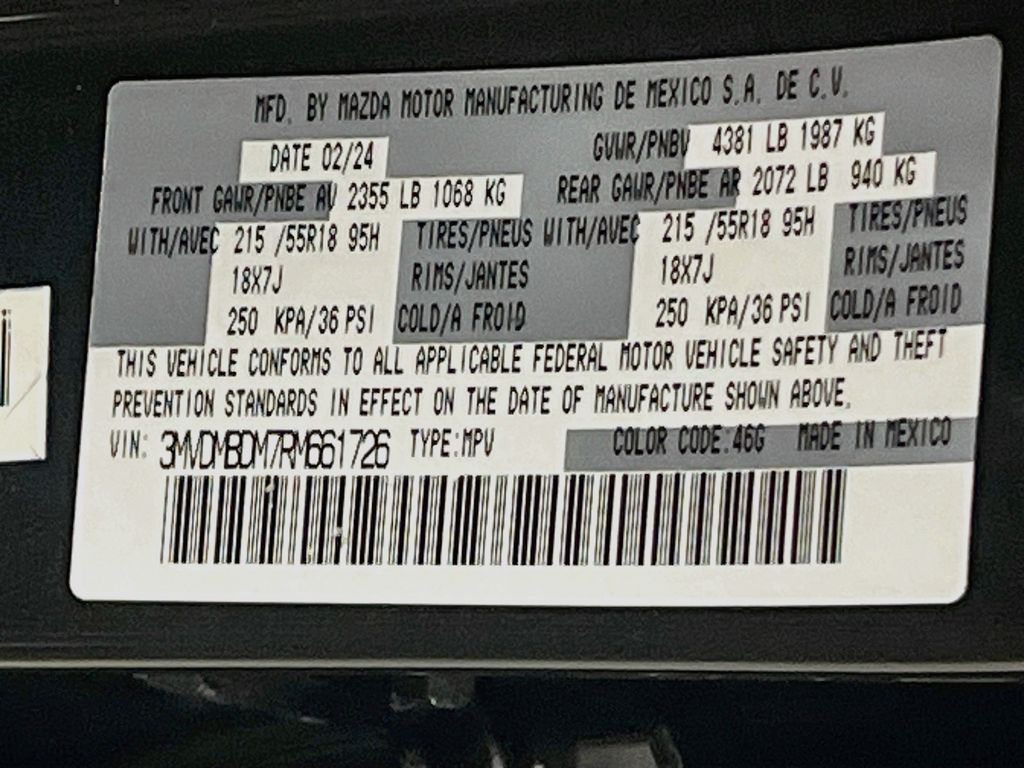 MFD. BY MAZDA MOTOR MANUFACTURING DE MEXICO S.A. DE C.V.
DATE 02/24 GVWR/PNBV 4381 LB 1987 KG
FRONT GAWR/PNBE AV 2355 LB 1068 KG REAR GAWR/PNBE AR 2072 LB 940 KG
WITH/AVEC 215 /55R18 95H TIRES/PNEUS WITH/AVEC 215 /55R18 95H TIRES/PNEUS
18X7J RIMS/JANTES 18X7J RIMS/JANTES
250 KPA/36 PSI COLD/A FROID 250 KPA/36 PSI COLD/A FROID
THIS VEHICLE CONFORMS TO ALL APPLICABLE FEDERAL MOTOR VEHICLE SAFETY AND THEFT
PREVENTION STANDARDS IN EFFECT ON THE DATE OF MANUFACTURE SHOWN ABOVE.
VIN: 3MVDMBDM7RM661726 TYPE:MPV COLOR CODE:46G MADE IN MEXICO